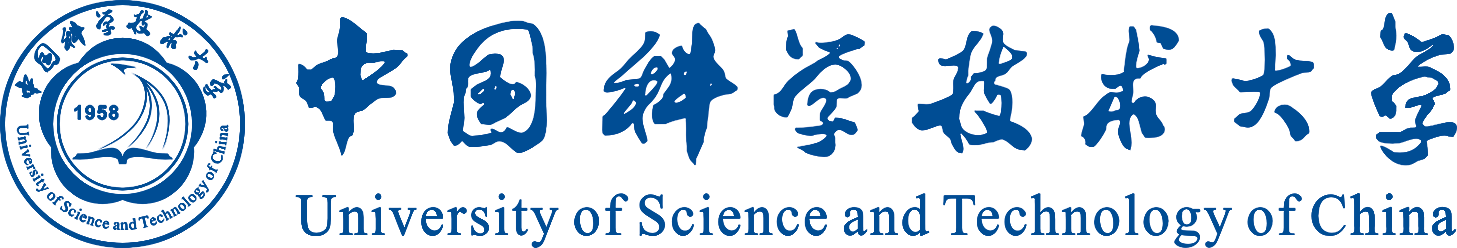 中国科学技术大学
1958
University of Science and Technology of China
中国科学技术大学
University of Science and Technology of China